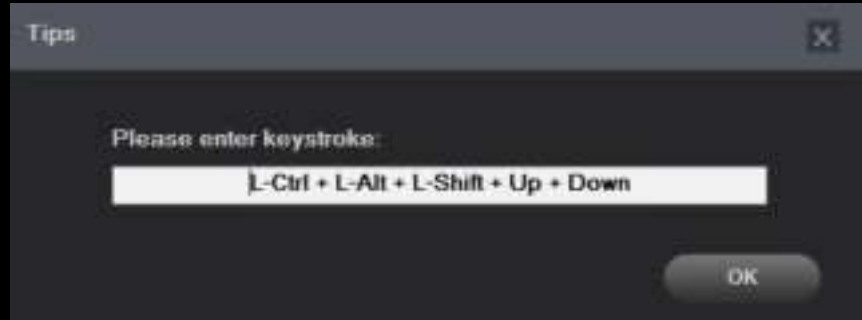 Tips
Please enter keystroke:
L-Ctrl + L-Alt + L-Shift + Up + Down
OK